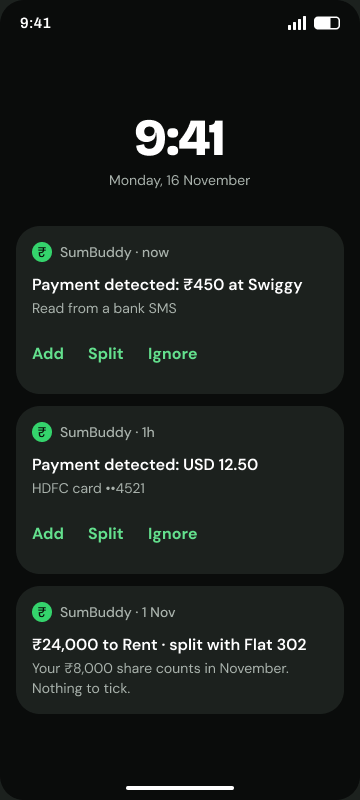 9:41
9:41
Monday, 16 November
₹ SumBuddy · now
Payment detected: ₹450 at Swiggy
Read from a bank SMS
Add Split Ignore
₹ SumBuddy · 1h
Payment detected: USD 12.50
HDFC card ••4521
Add Split Ignore
₹ SumBuddy · 1 Nov
₹24,000 to Rent · split with Flat 302
Your ₹8,000 share counts in November.
Nothing to tick.